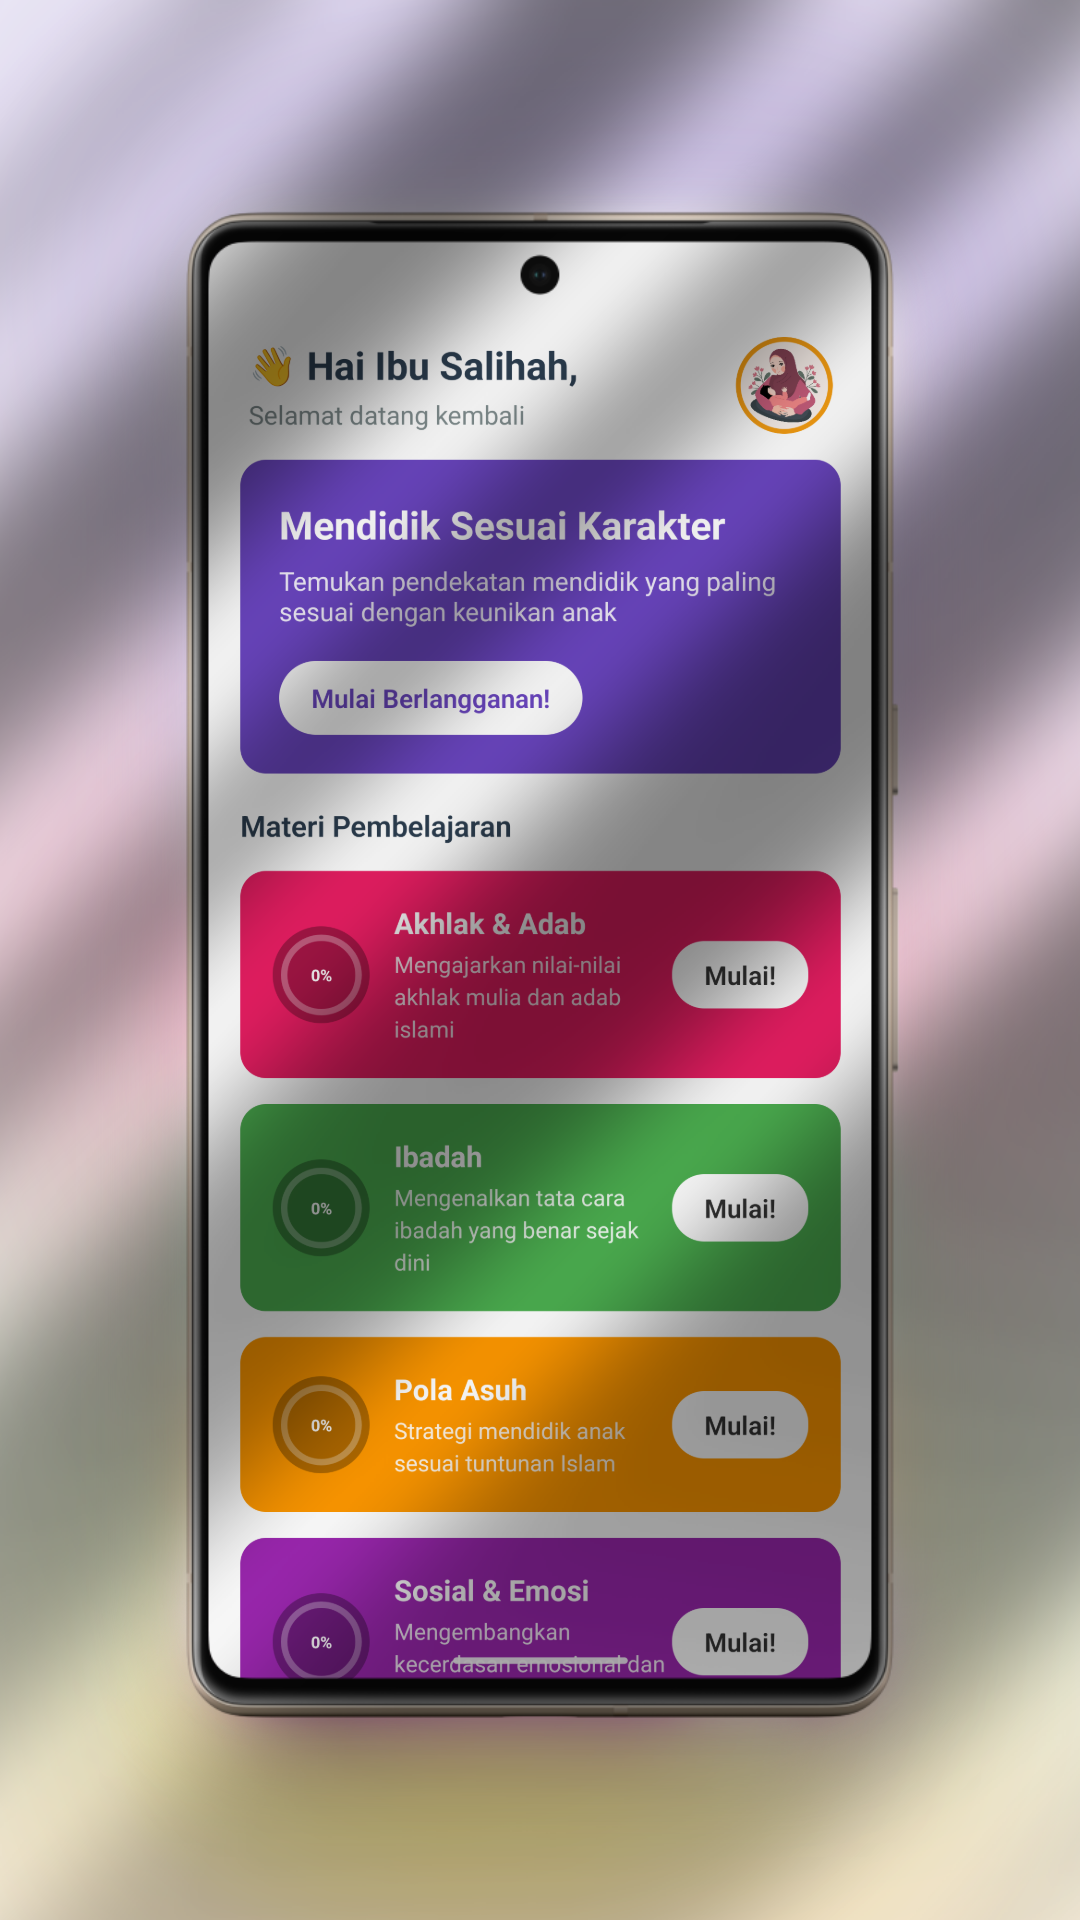 👋 Hai Ibu Salihah,
Selamat datang kembali
Mendidik Sesuai Karakter
Temukan pendekatan mendidik yang paling
sesuai dengan keunikan anak
Mulai Berlangganan!
Materi Pembelajaran
0%
Akhlak & Adab
Mengajarkan nilai-nilai
akhlak mulia dan adab
islami
Mulai!
0%
Ibadah
Mengenalkan tata cara
ibadah yang benar sejak
dini
Mulai!
0%
Pola Asuh
Strategi mendidik anak
sesuai tuntunan Islam
Mulai!
0%
Sosial & Emosi
Mengembangkan
kecerdasan emosional dan
Mulai!